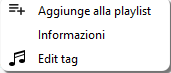 Aggiunge alla playlist
Informazioni
Edit tag